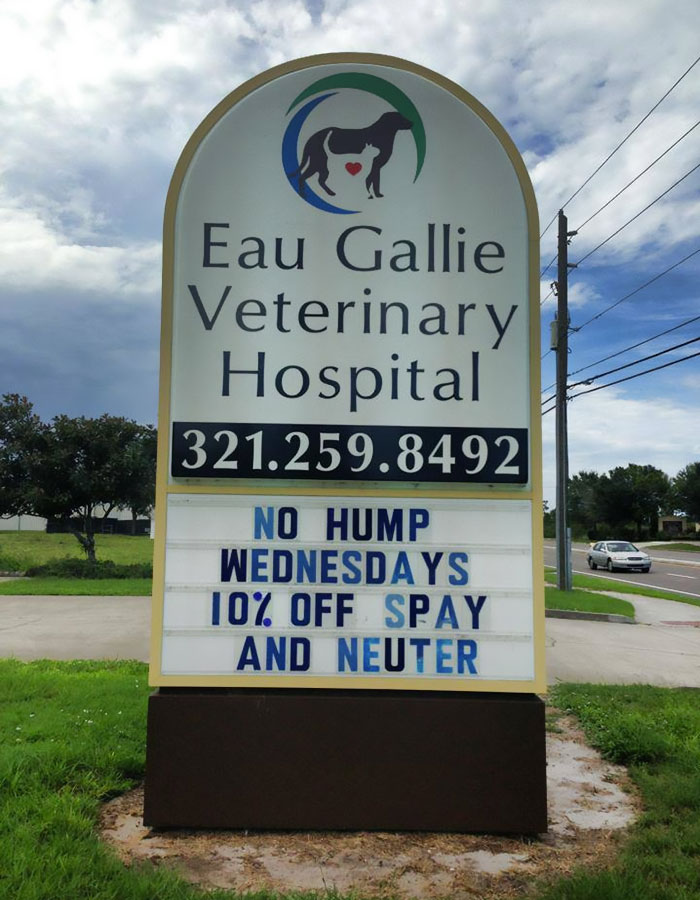 Eau Gallie
Veterinary
Hospital
321.259.8492
NO HUMP
WEDNESDAYS
10% OFF SPAY
AND NEUTER